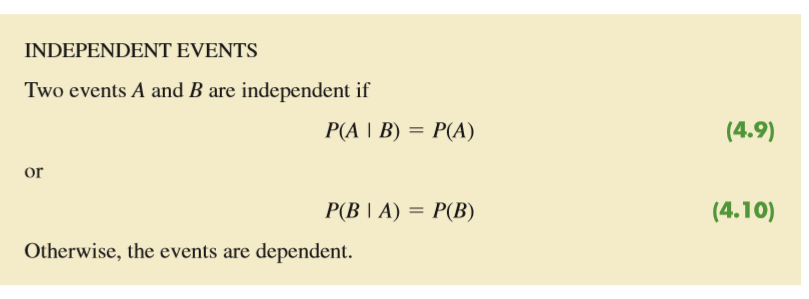 INDEPENDENT EVENTS
Two events A and B are independent if
P(A | B) = P(A) (4.9)
or
P(B | A) = P(B) (4.10)
Otherwise, the events are dependent.